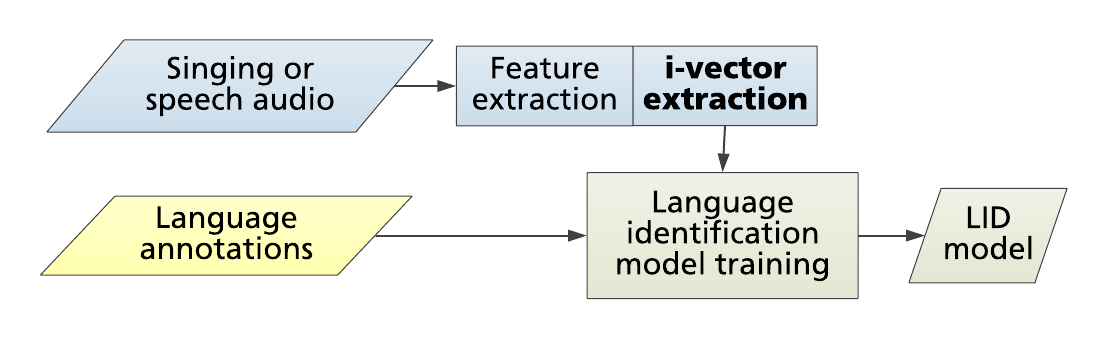 Singing or
speech audio
Feature
extraction
i-vector
extraction
Language
annotations
Language
identification
model training
LID
model